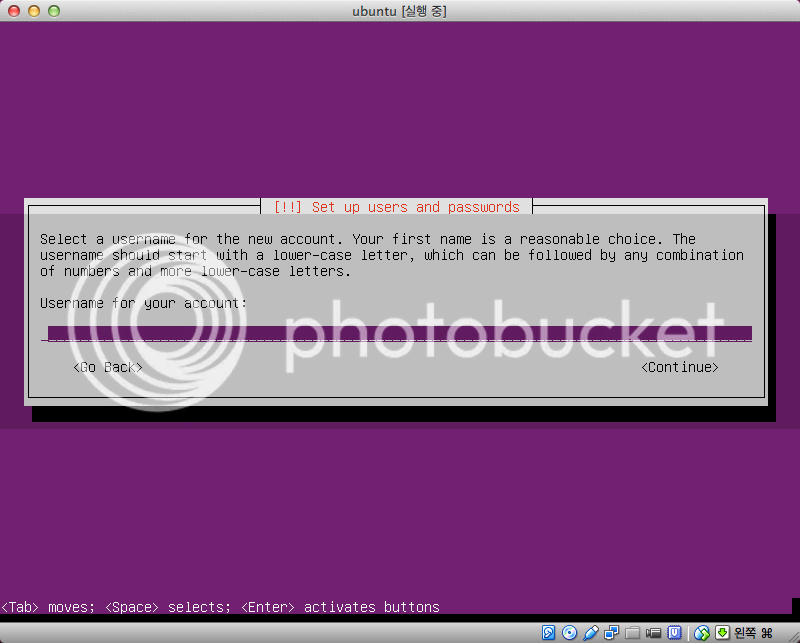 ubuntu [실행 중]
[!!] Set up users and passwords
Select a username for the new account. Your first name is a reasonable choice. The
username should start with a lower-case letter, which can be followed by any combination
of numbers and more lower-case letters.
Username for your account:
photobucket
<Go Back> <Continue>
<Tab> moves; <Space> selects; <Enter> activates buttons
왼쪽 ⌘